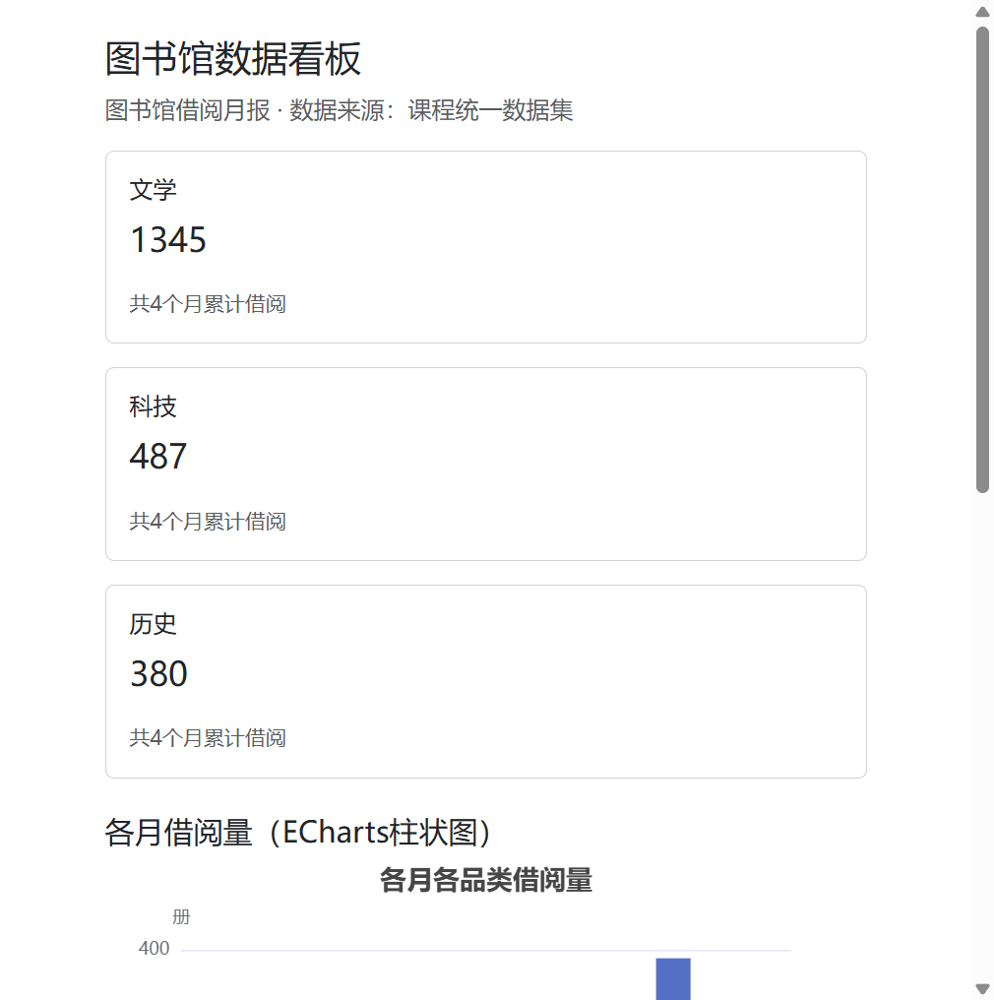 图书馆数据看板
图书馆借阅月报 · 数据来源：课程统一数据集
文学
1345
共4个月累计借阅
科技
487
共4个月累计借阅
历史
380
共4个月累计借阅
各月借阅量（ECharts柱状图）
各月各品类借阅量
册
400